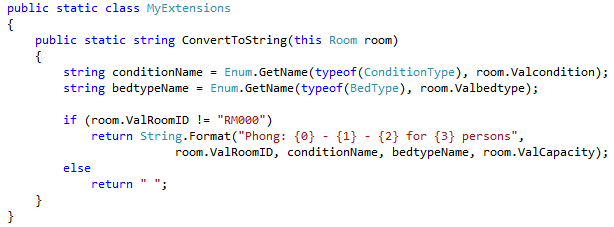 public static class MyExtensions
{
    public static string ConvertToString(this Room room)
    {
        string conditionName = Enum.GetName(typeof(ConditionType), room.Valcondition);
        string bedtypeName = Enum.GetName(typeof(BedType), room.Valbedtype);

        if (room.ValRoomID != "RM000")
            return String.Format("Phong: {0} - {1} - {2} for {3} persons",
                        room.ValRoomID, conditionName, bedtypeName, room.ValCapacity);
        else
            return " ";
    }
}